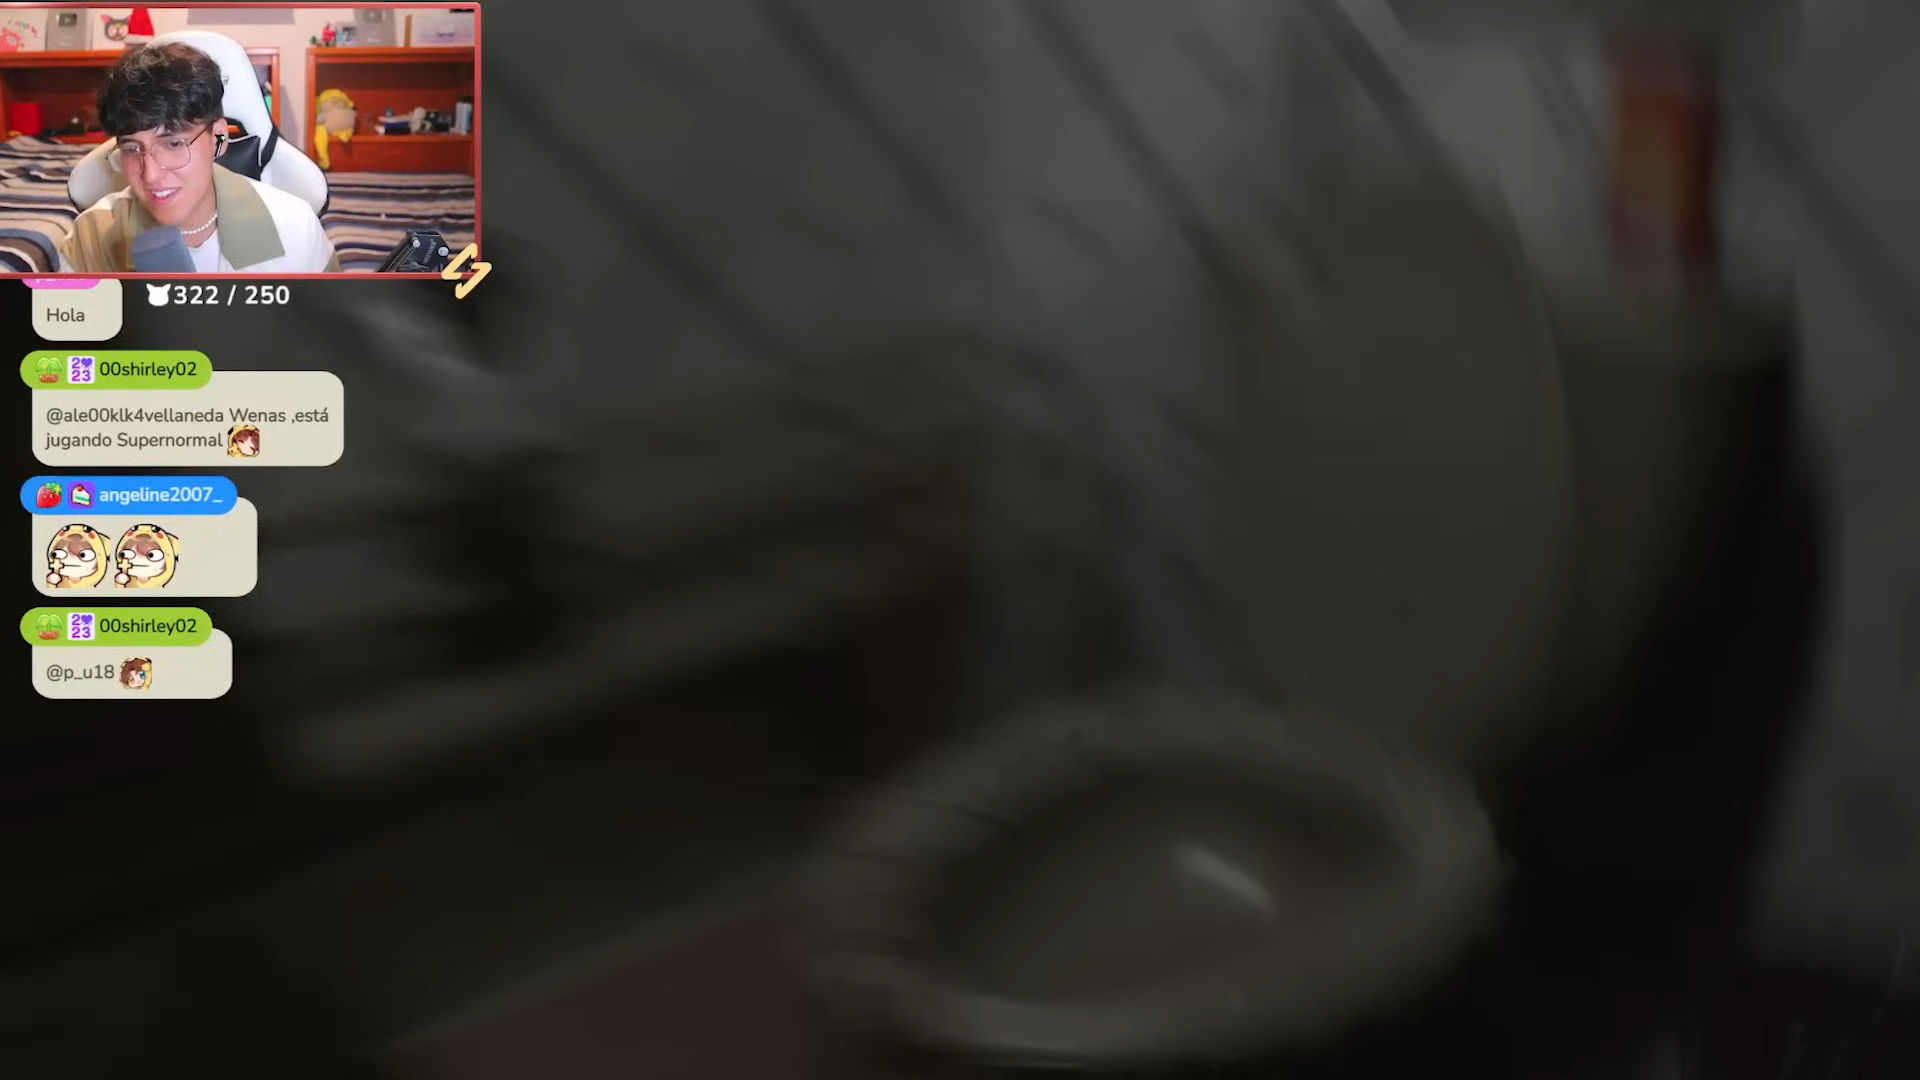 Hola
322 / 250
00shirley02
@ale00klk4vellaneda Wenas ,está
jugando Supernormal
angeline2007_
00shirley02
@p_u18